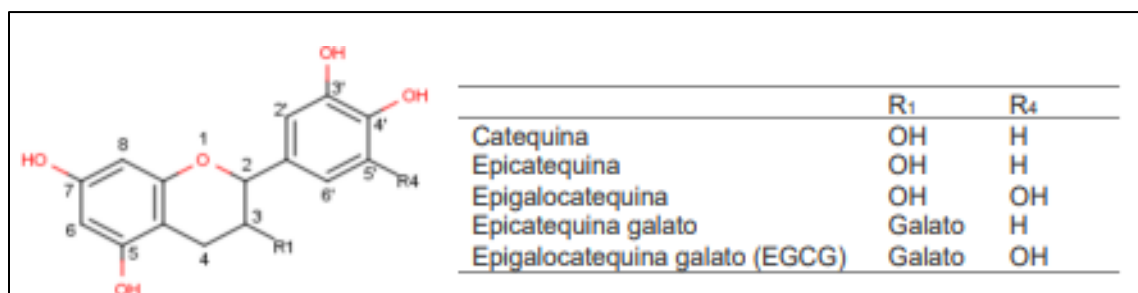 OH
3'
OH
2'
4'
8
1
O
2
5'
HO
7
6'
R4
6
3
5
4
R1
OH
R1 R4
Catequina OH H
Epicatequina OH H
Epigalocatequina OH OH
Epicatequina galato Galato H
Epigalocatequina galato (EGCG) Galato OH